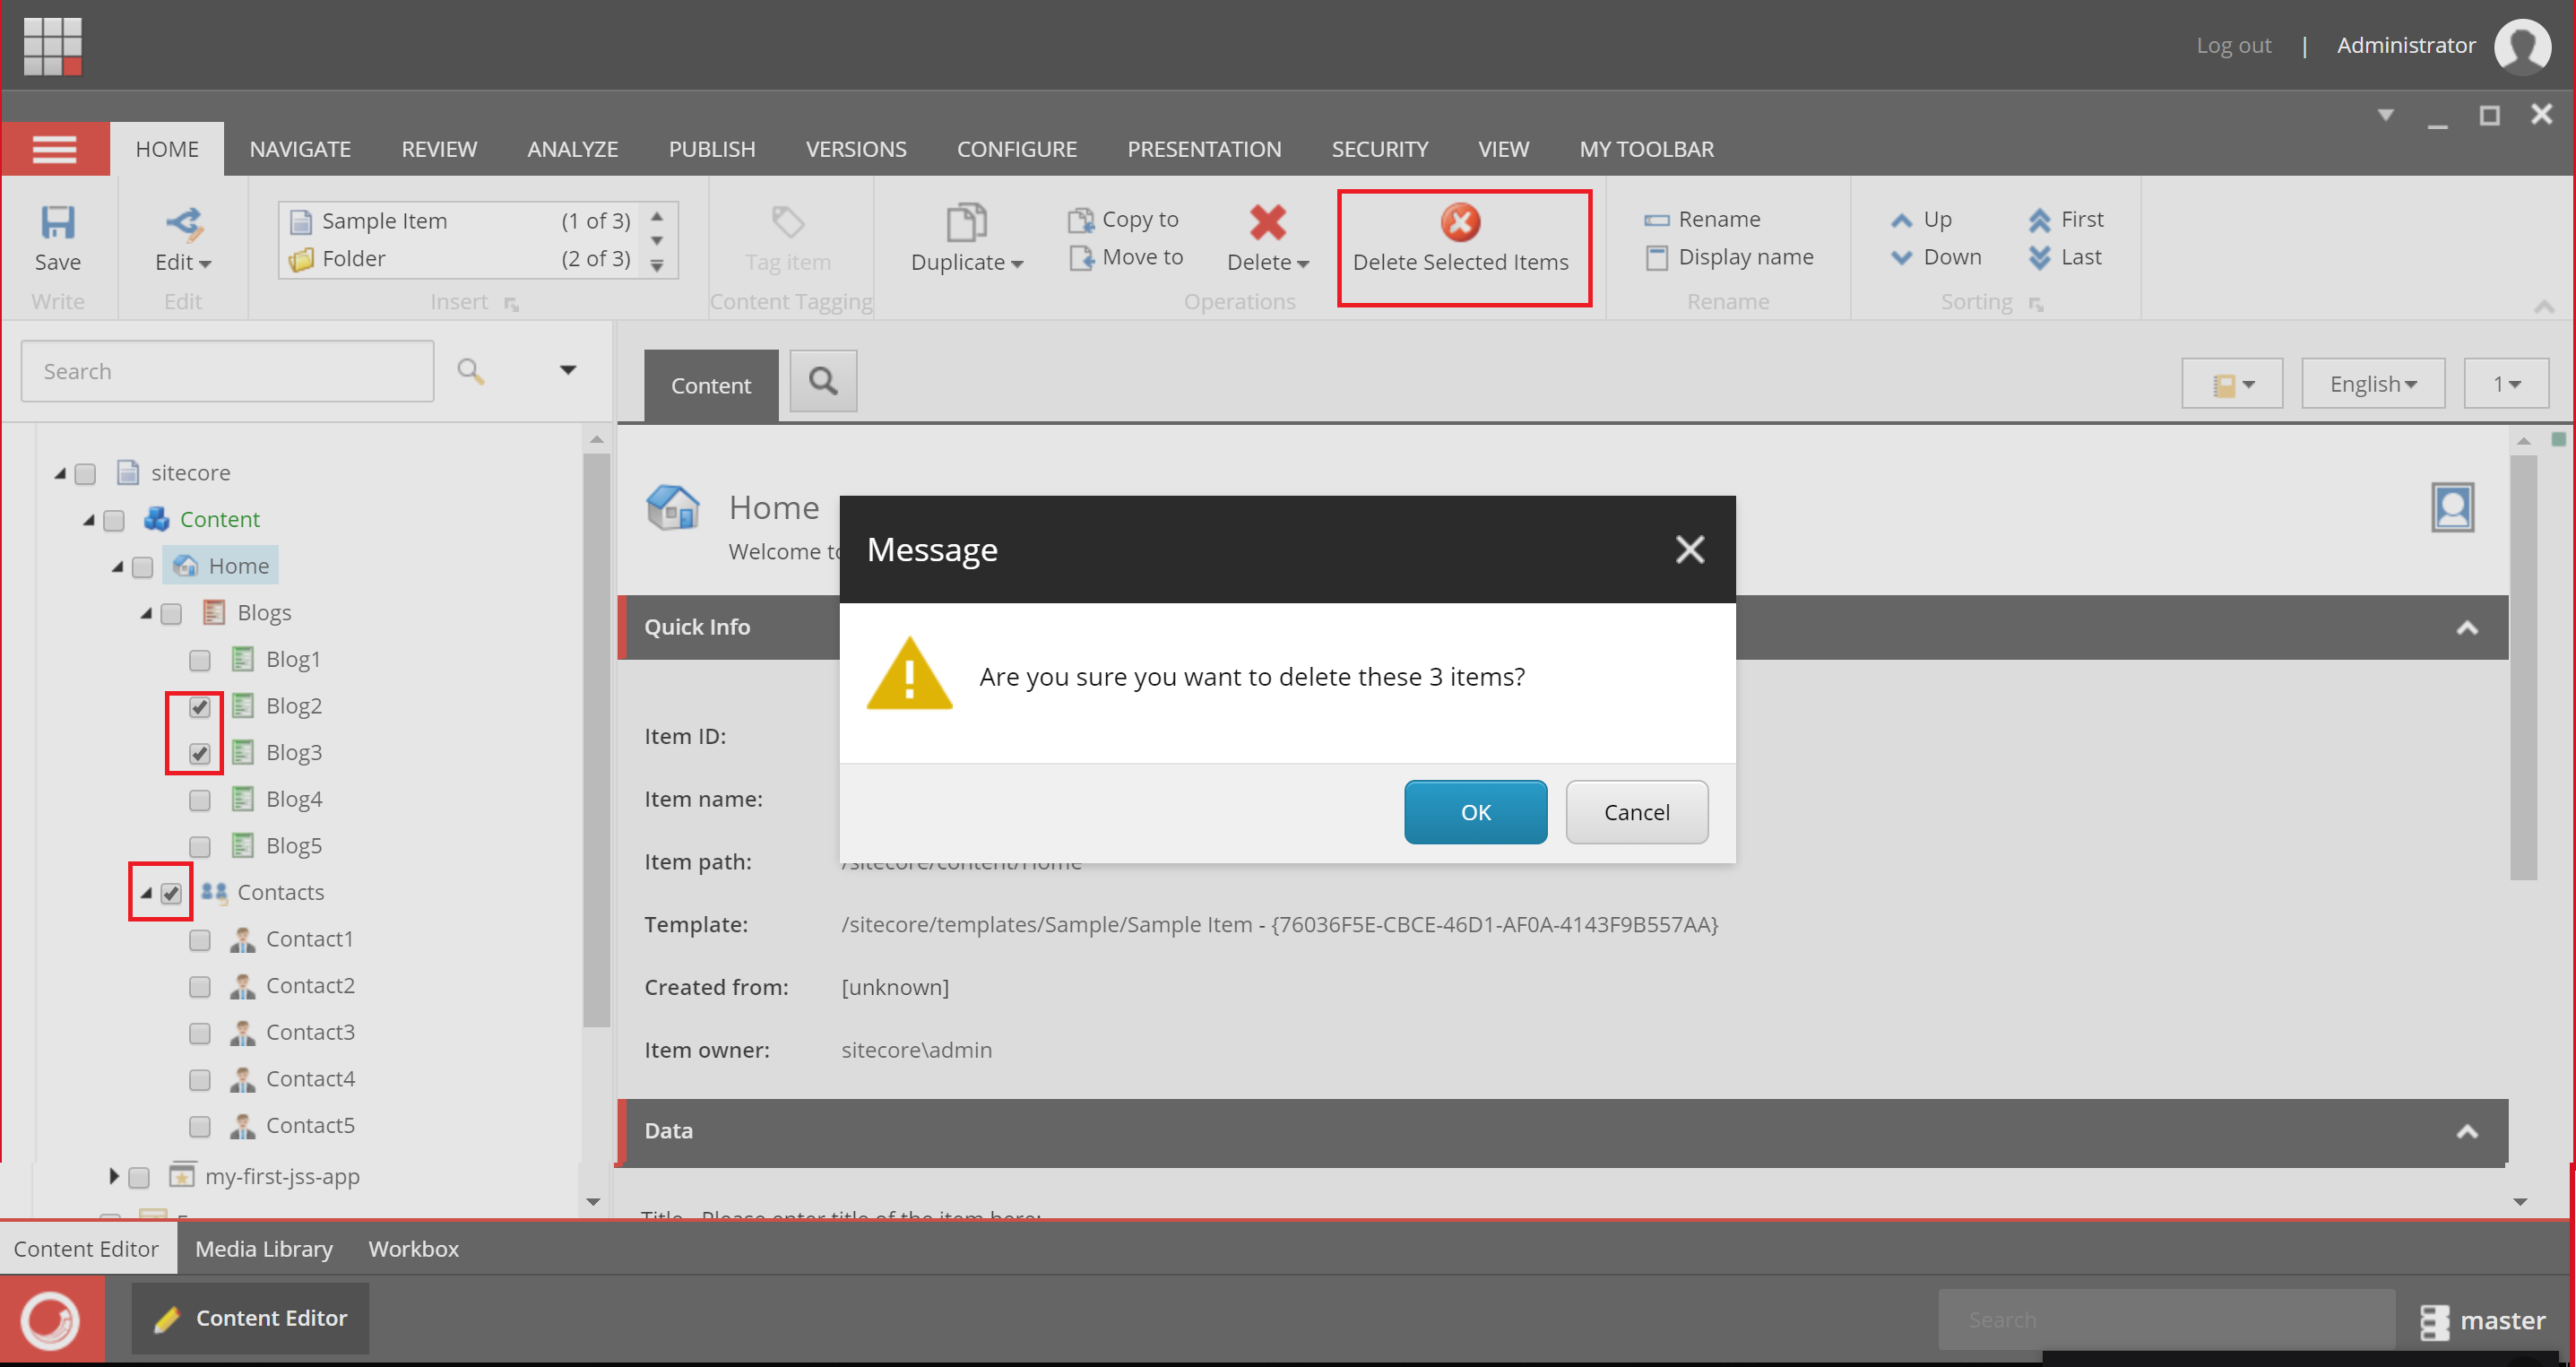 Log out | Administrator
HOME NAVIGATE REVIEW ANALYZE PUBLISH VERSIONS CONFIGURE PRESENTATION SECURITY VIEW MY TOOLBAR
Sample Item (1 of 3)
Folder (2 of 3)
Save
Edit
Tag item
Duplicate
Copy to
Move to
Delete
Delete Selected Items
Rename
Display name
Up
Down
First
Last
Write
Edit
Insert
Content Tagging
Operations
Rename
Sorting
Search
Content
English
1
sitecore
Content
Home
Blogs
Blog1
Blog2
Blog3
Blog4
Blog5
Contacts
Contact1
Contact2
Contact3
Contact4
Contact5
my-first-jss-app
Home
Welcome to
Message
Are you sure you want to delete these 3 items?
OK
Cancel
Quick Info
Item ID:
Item name:
Item path: /sitecore/content/Home
Template: /sitecore/templates/Sample/Sample Item - {76036F5E-CBCE-46D1-AF0A-4143F9B557AA}
Created from: [unknown]
Item owner: sitecore\admin
Data
Title - Please enter title of the item here:
Content Editor Media Library Workbox
Content Editor
Search
master